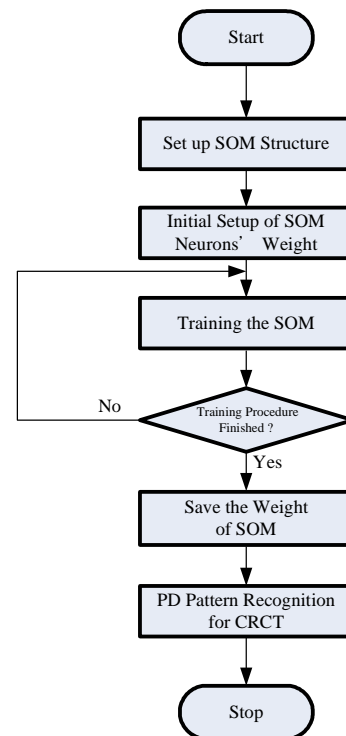 Start
Set up SOM Structure
Initial Setup of SOM
Neurons' Weight
Training the SOM
Training Procedure
Finished ?
No
Yes
Save the Weight
of SOM
PD Pattern Recognition
for CRCT
Stop